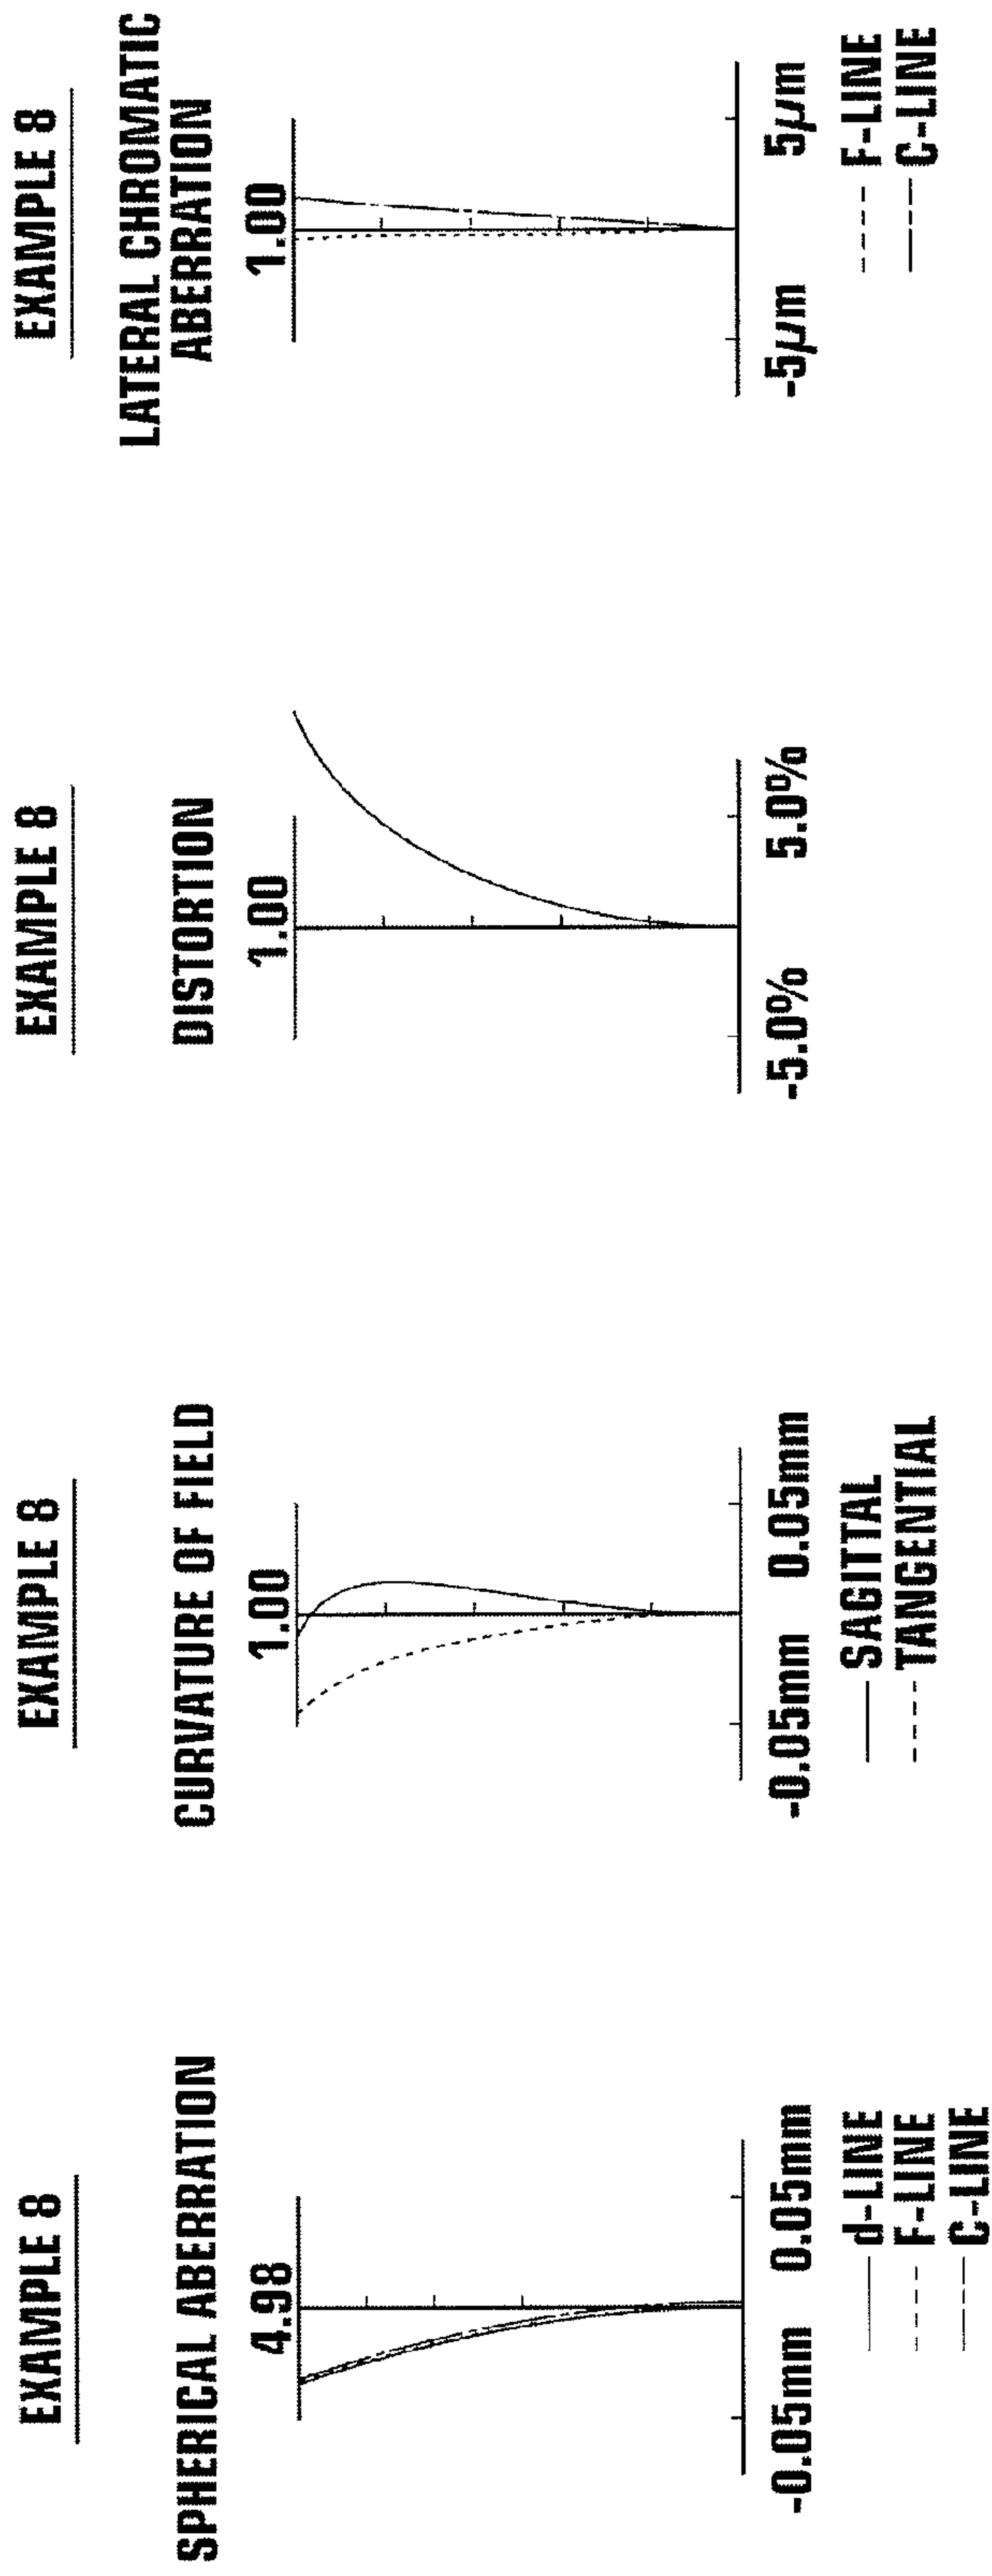 EXAMPLE 8
SPHERICAL ABERRATION
4.98
-0.05mm 0.05mm
d-LINE
F-LINE
C-LINE
EXAMPLE 8
CURVATURE OF FIELD
1.00
-0.05mm 0.05mm
SAGITTAL
TANGENTIAL
EXAMPLE 8
DISTORTION
1.00
-5.0% 5.0%
EXAMPLE 8
LATERAL CHROMATIC
ABERRATION
1.00
-5μm 5μm
F-LINE
C-LINE